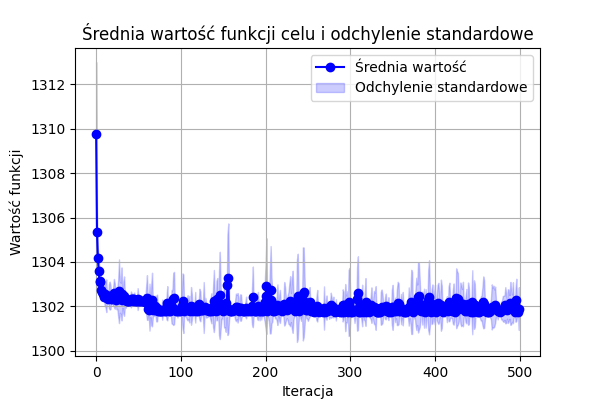 Średnia wartość funkcji celu i odchylenie standardowe
Średnia wartość
Odchylenie standardowe
Wartość funkcji
1312
1310
1308
1306
1304
1302
1300
0 100 200 300 400 500
Iteracja